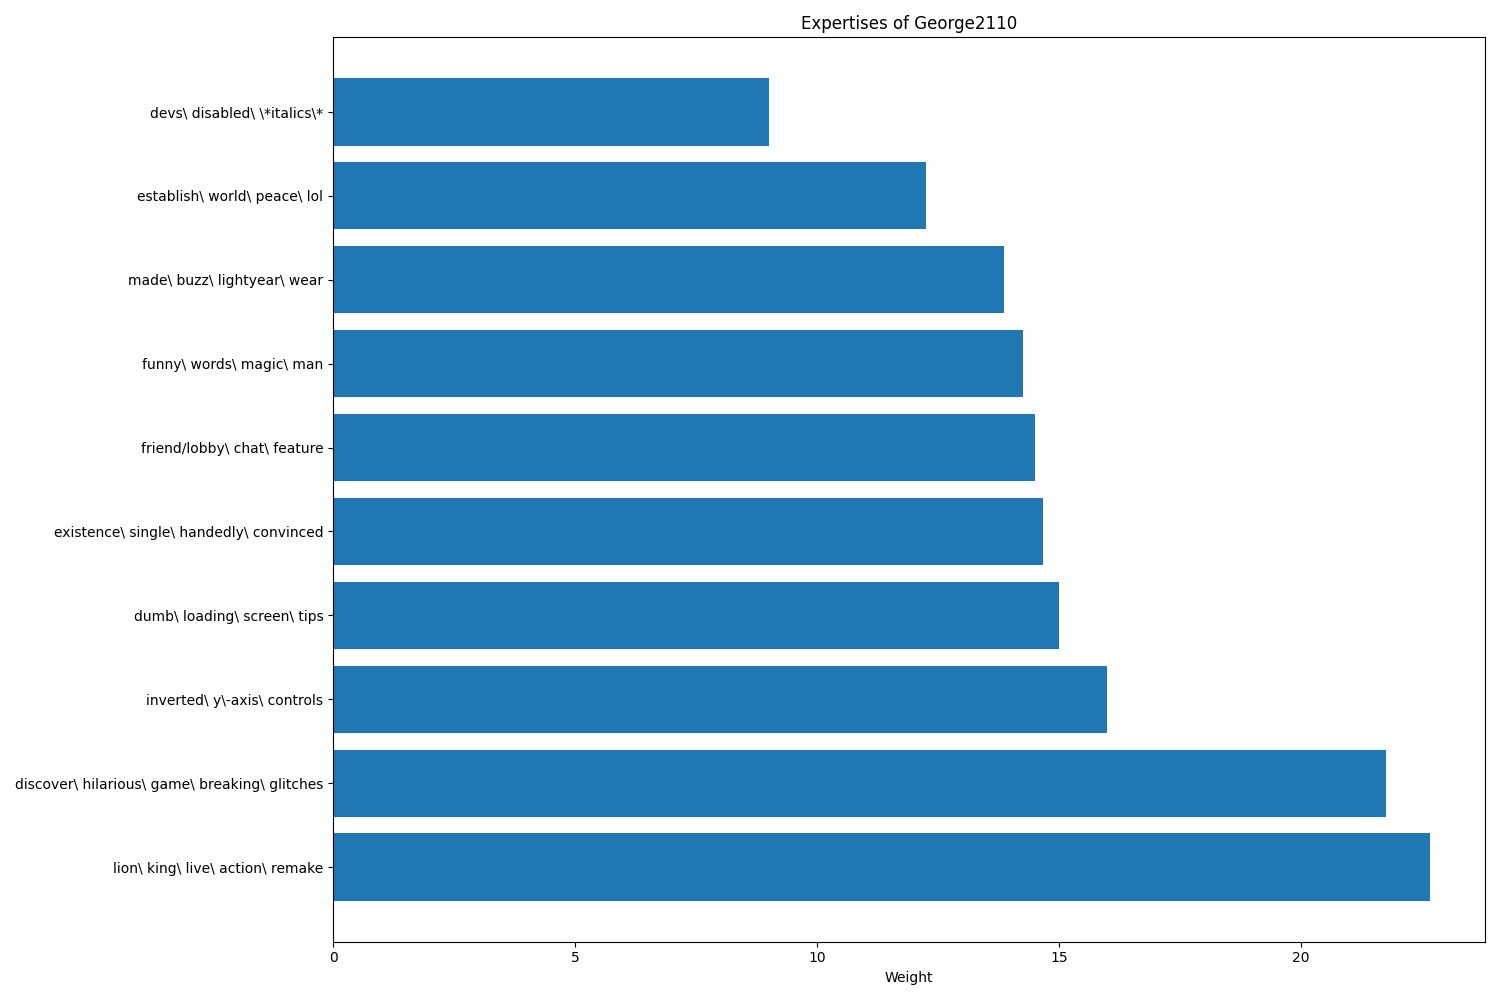 Expertises of George2110
devs\ disabled\ \*italics\*
establish\ world\ peace\ lol
made\ buzz\ lightyear\ wear
funny\ words\ magic\ man
friend/lobby\ chat\ feature
existence\ single\ handedly\ convinced
dumb\ loading\ screen\ tips
inverted\ y\-axis\ controls
discover\ hilarious\ game\ breaking\ glitches
lion\ king\ live\ action\ remake
0 5 10 15 20
Weight